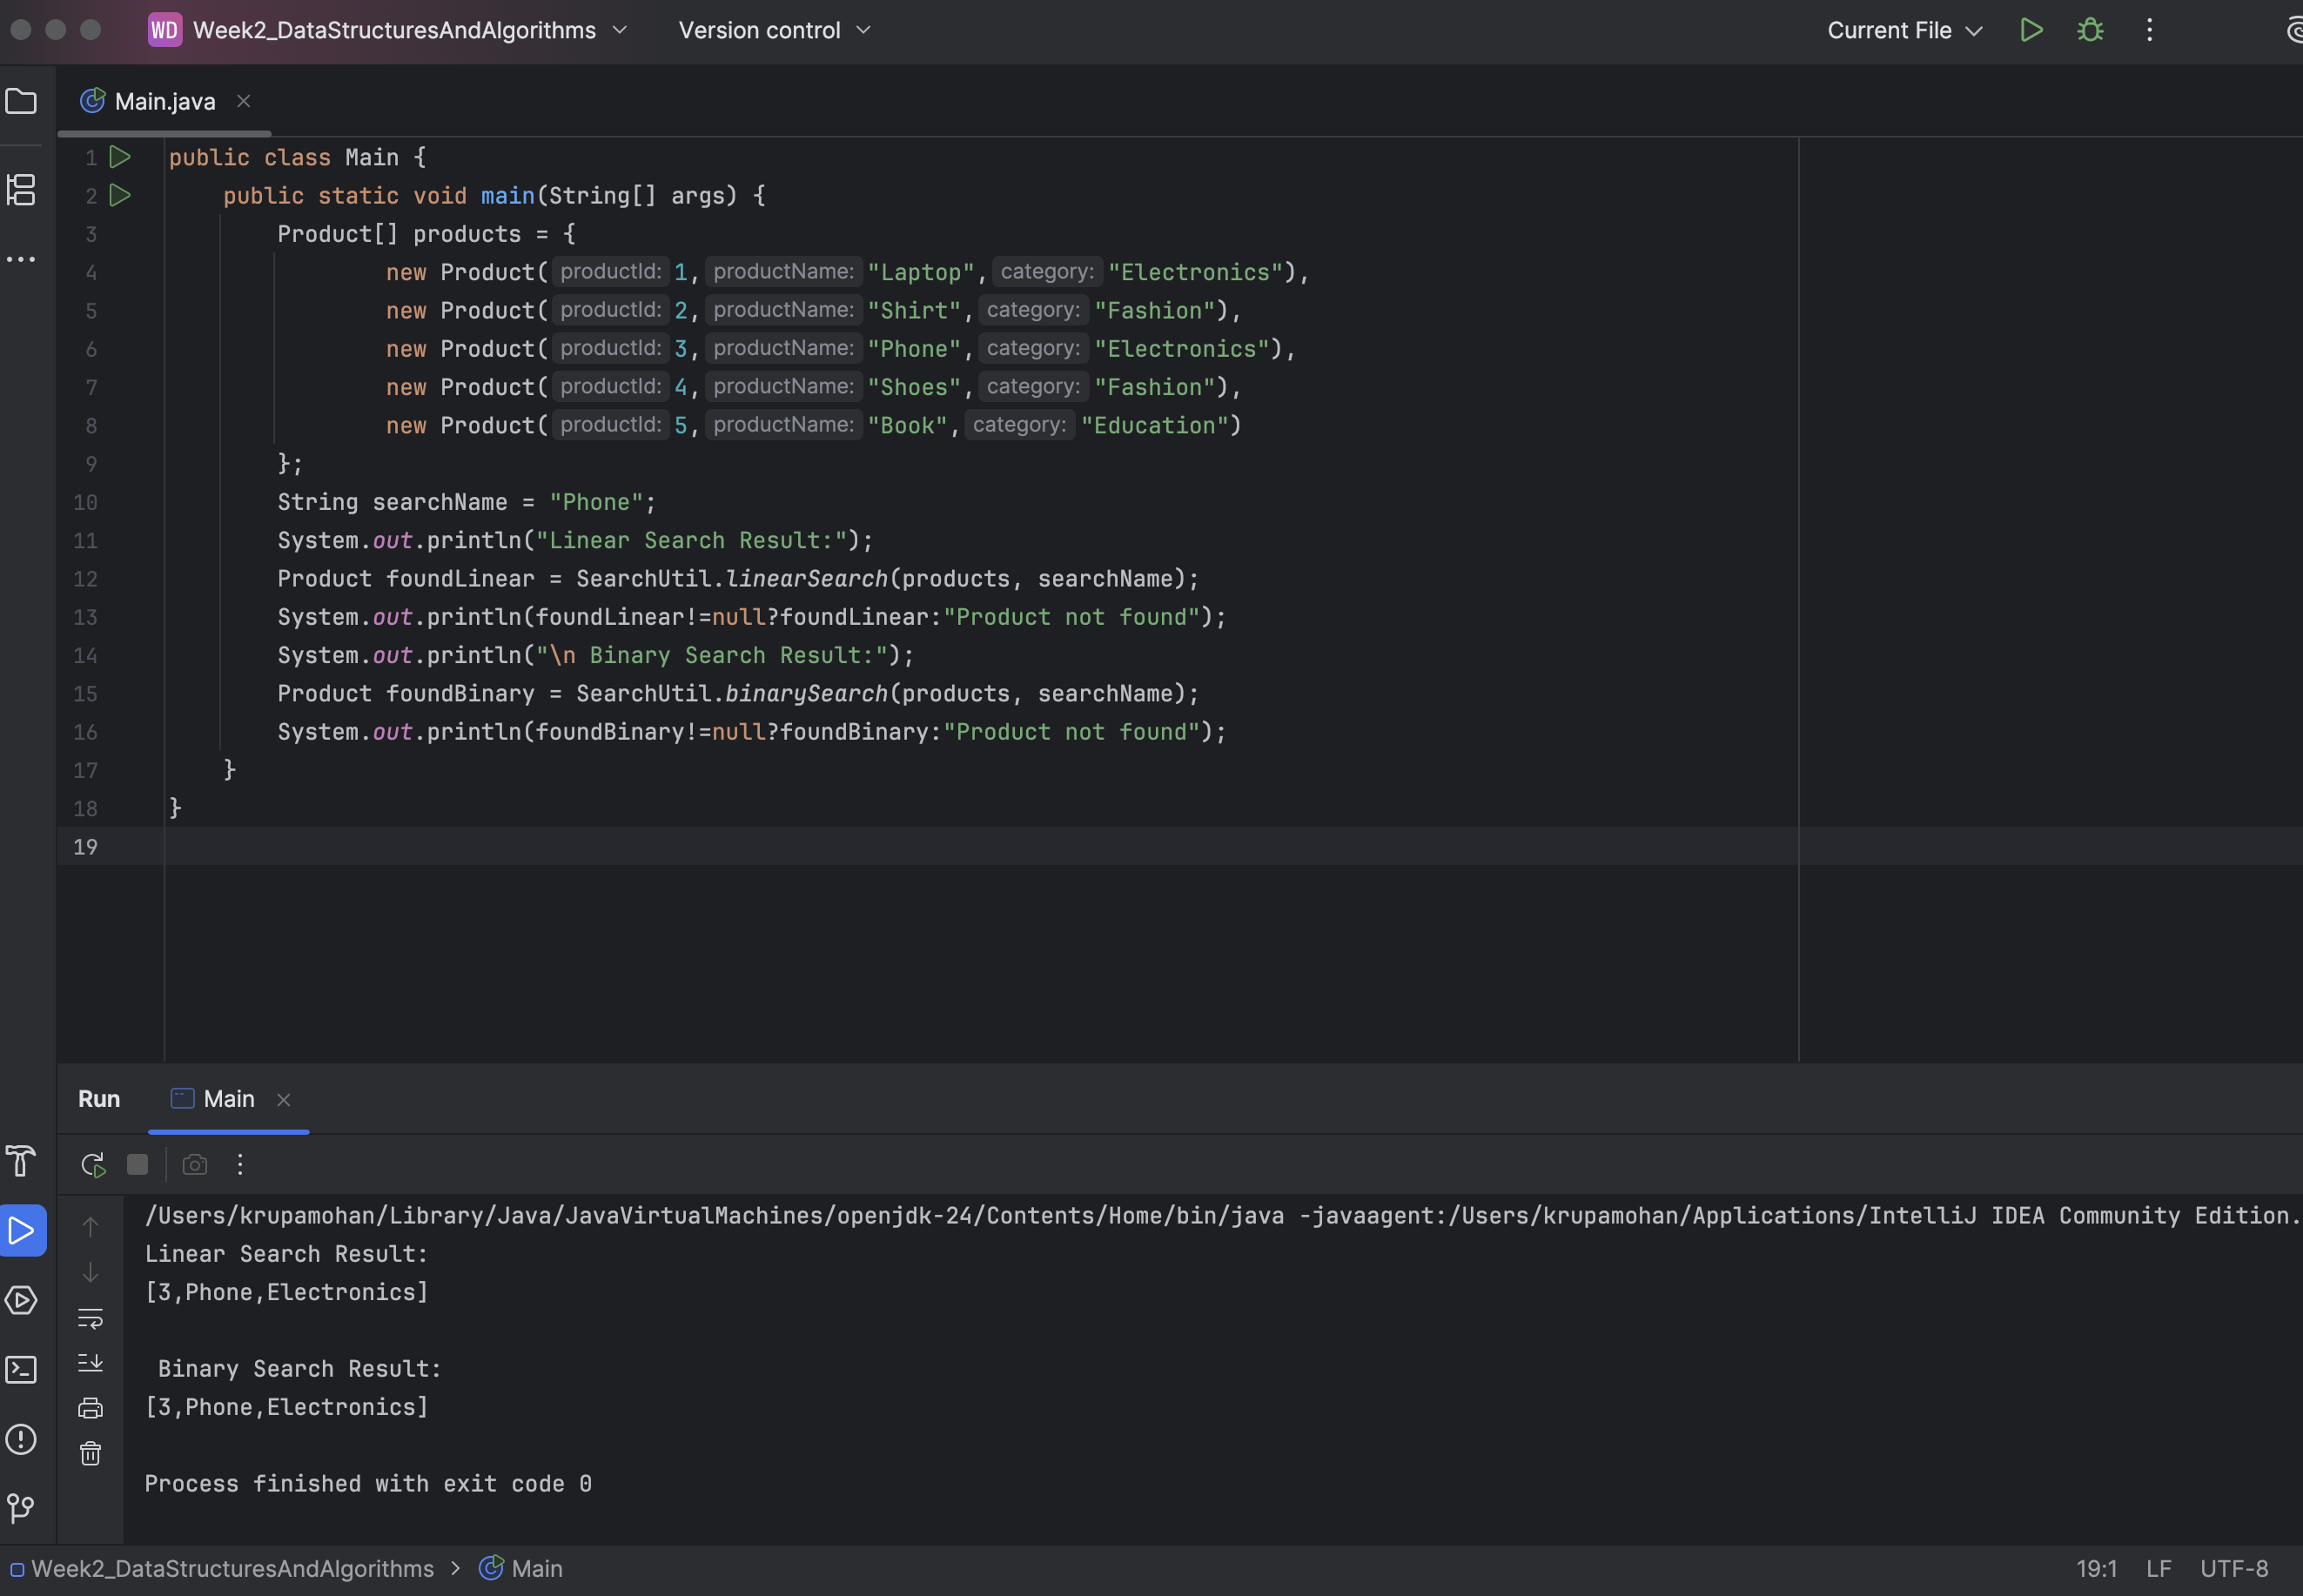 WD Week2_DataStructuresAndAlgorithms Version control Current File
Main.java
1 public class Main {
2 public static void main(String[] args) {
3 Product[] products = {
4 new Product( productId: 1, productName: "Laptop", category: "Electronics"),
5 new Product( productId: 2, productName: "Shirt", category: "Fashion"),
6 new Product( productId: 3, productName: "Phone", category: "Electronics"),
7 new Product( productId: 4, productName: "Shoes", category: "Fashion"),
8 new Product( productId: 5, productName: "Book", category: "Education")
9 };
10 String searchName = "Phone";
11 System.out.println("Linear Search Result:");
12 Product foundLinear = SearchUtil.linearSearch(products, searchName);
13 System.out.println(foundLinear!=null?foundLinear:"Product not found");
14 System.out.println("\n Binary Search Result:");
15 Product foundBinary = SearchUtil.binarySearch(products, searchName);
16 System.out.println(foundBinary!=null?foundBinary:"Product not found");
17 }
18 }
19
Run Main
/Users/krupamohan/Library/Java/JavaVirtualMachines/openjdk-24/Contents/Home/bin/java -javaagent:/Users/krupamohan/Applications/IntelliJ IDEA Community Edition.
Linear Search Result:
[3,Phone,Electronics]
Binary Search Result:
[3,Phone,Electronics]
Process finished with exit code 0
Week2_DataStructuresAndAlgorithms > Main 19:1 LF UTF-8